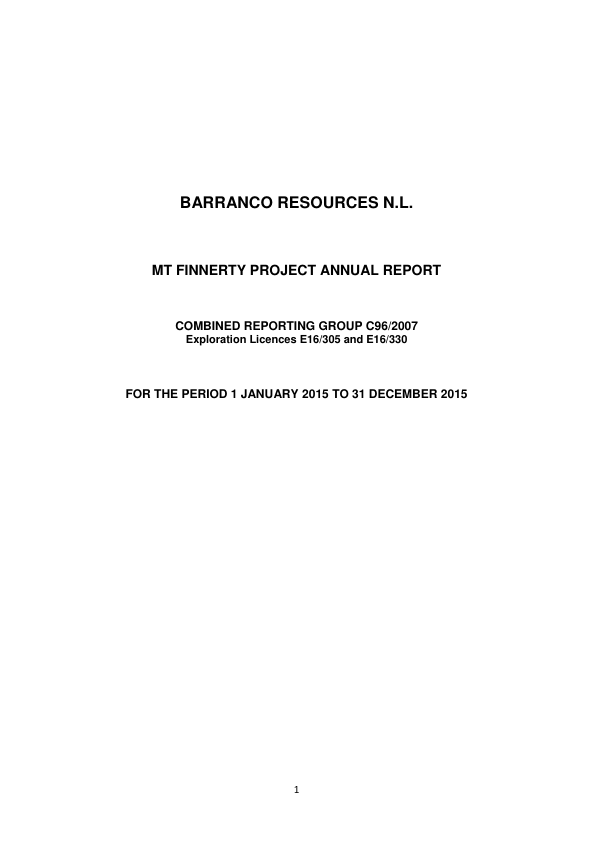 BARRANCO RESOURCES N.L.
MT FINNERTY PROJECT ANNUAL REPORT
COMBINED REPORTING GROUP C96/2007
Exploration Licences E16/305 and E16/330
FOR THE PERIOD 1 JANUARY 2015 TO 31 DECEMBER 2015
1